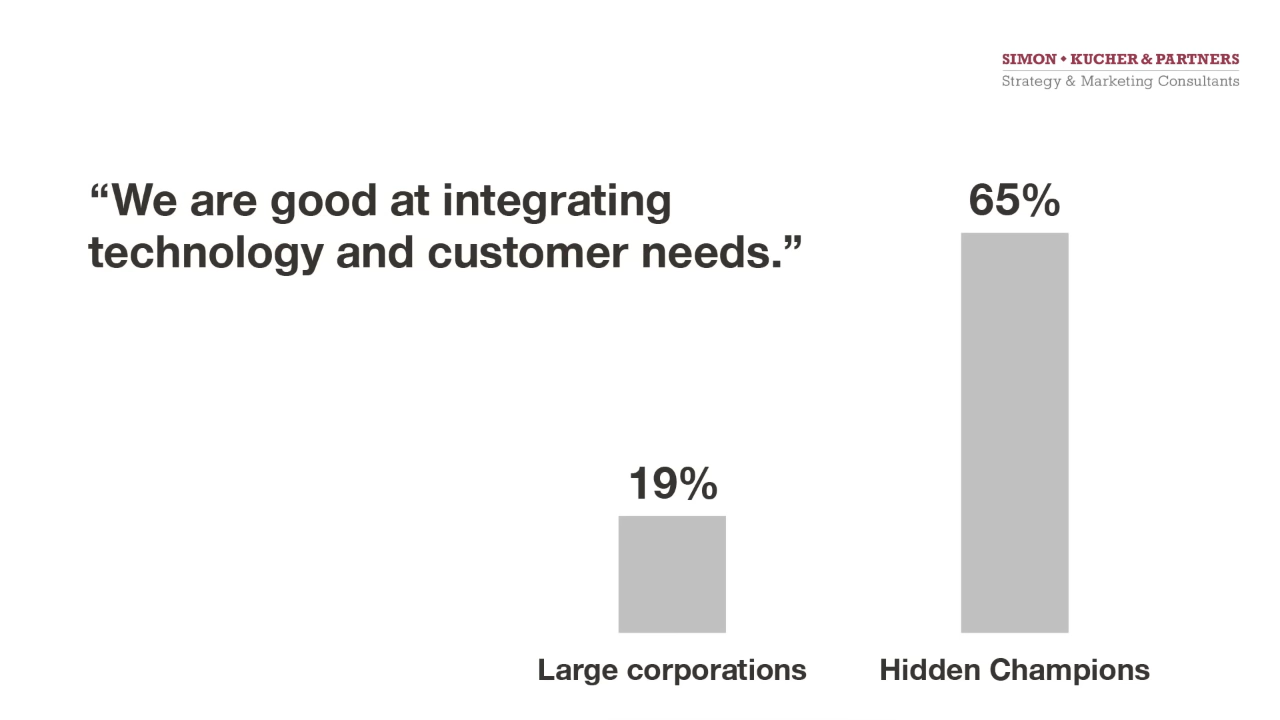 SIMON • KUCHER & PARTNERS
Strategy & Marketing Consultants
“We are good at integrating
technology and customer needs.”
65%
19%
Large corporations
Hidden Champions